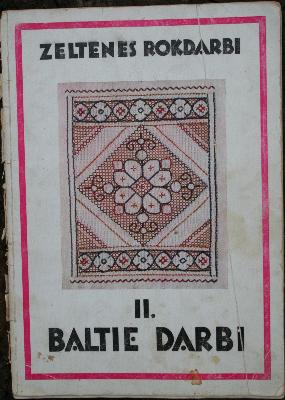 ZELTENES ROKDARBI
II.
BALTIE DARBI